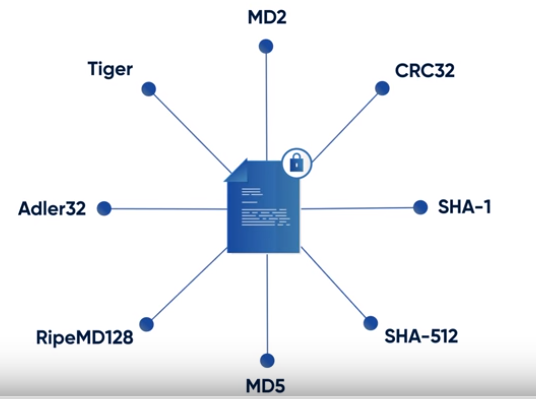 MD2
Tiger
CRC32
Adler32
SHA-1
RipeMD128
SHA-512
MD5